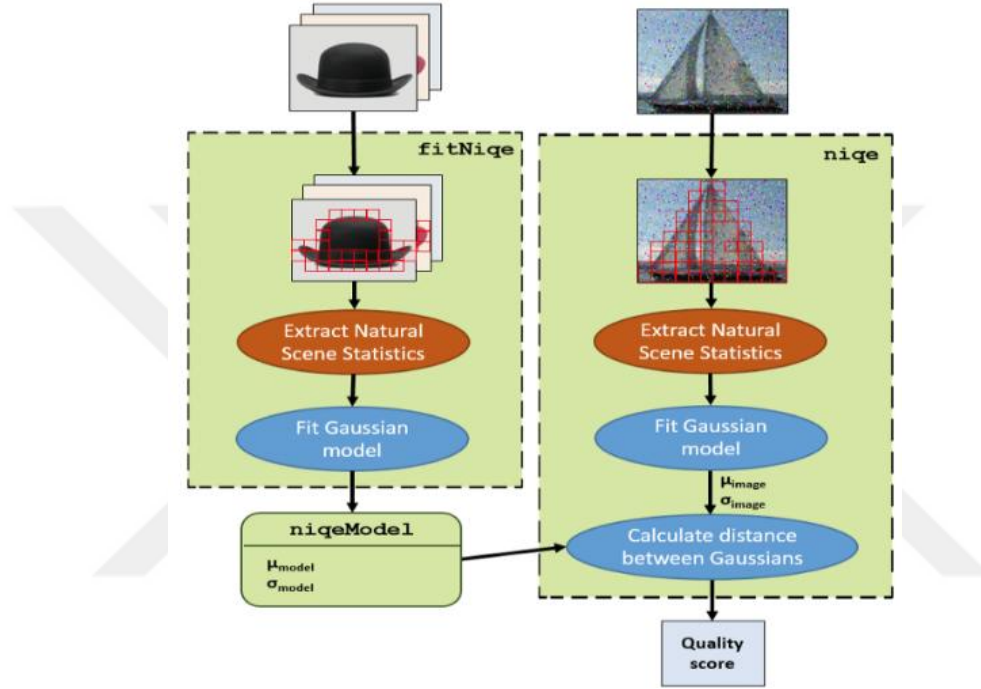 fitNiqe
Extract Natural
Scene Statistics
Fit Gaussian
model
niqeModel
μmodel
σmodel
niqe
Extract Natural
Scene Statistics
Fit Gaussian
model
μimage
σimage
Calculate distance
between Gaussians
Quality
score